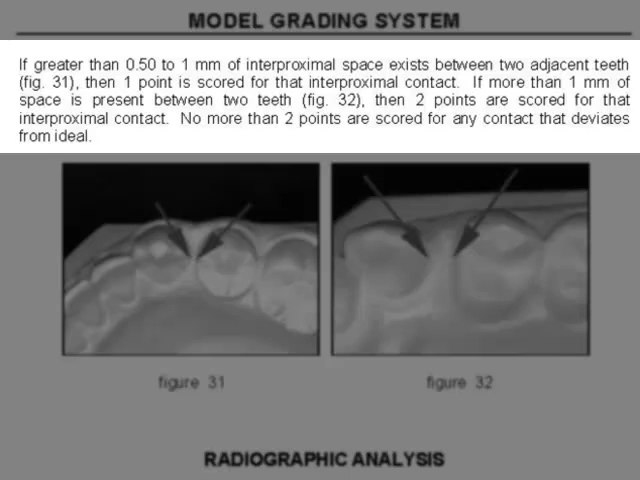 MODEL GRADING SYSTEM
If greater than 0.50 to 1 mm of interproximal space exists between two adjacent teeth
(fig. 31), then 1 point is scored for that interproximal contact.  If more than 1 mm of
space is present between two teeth (fig. 32), then 2 points are scored for that
interproximal contact.  No more than 2 points are scored for any contact that deviates
from ideal.
figure 31
figure 32
RADIOGRAPHIC ANALYSIS